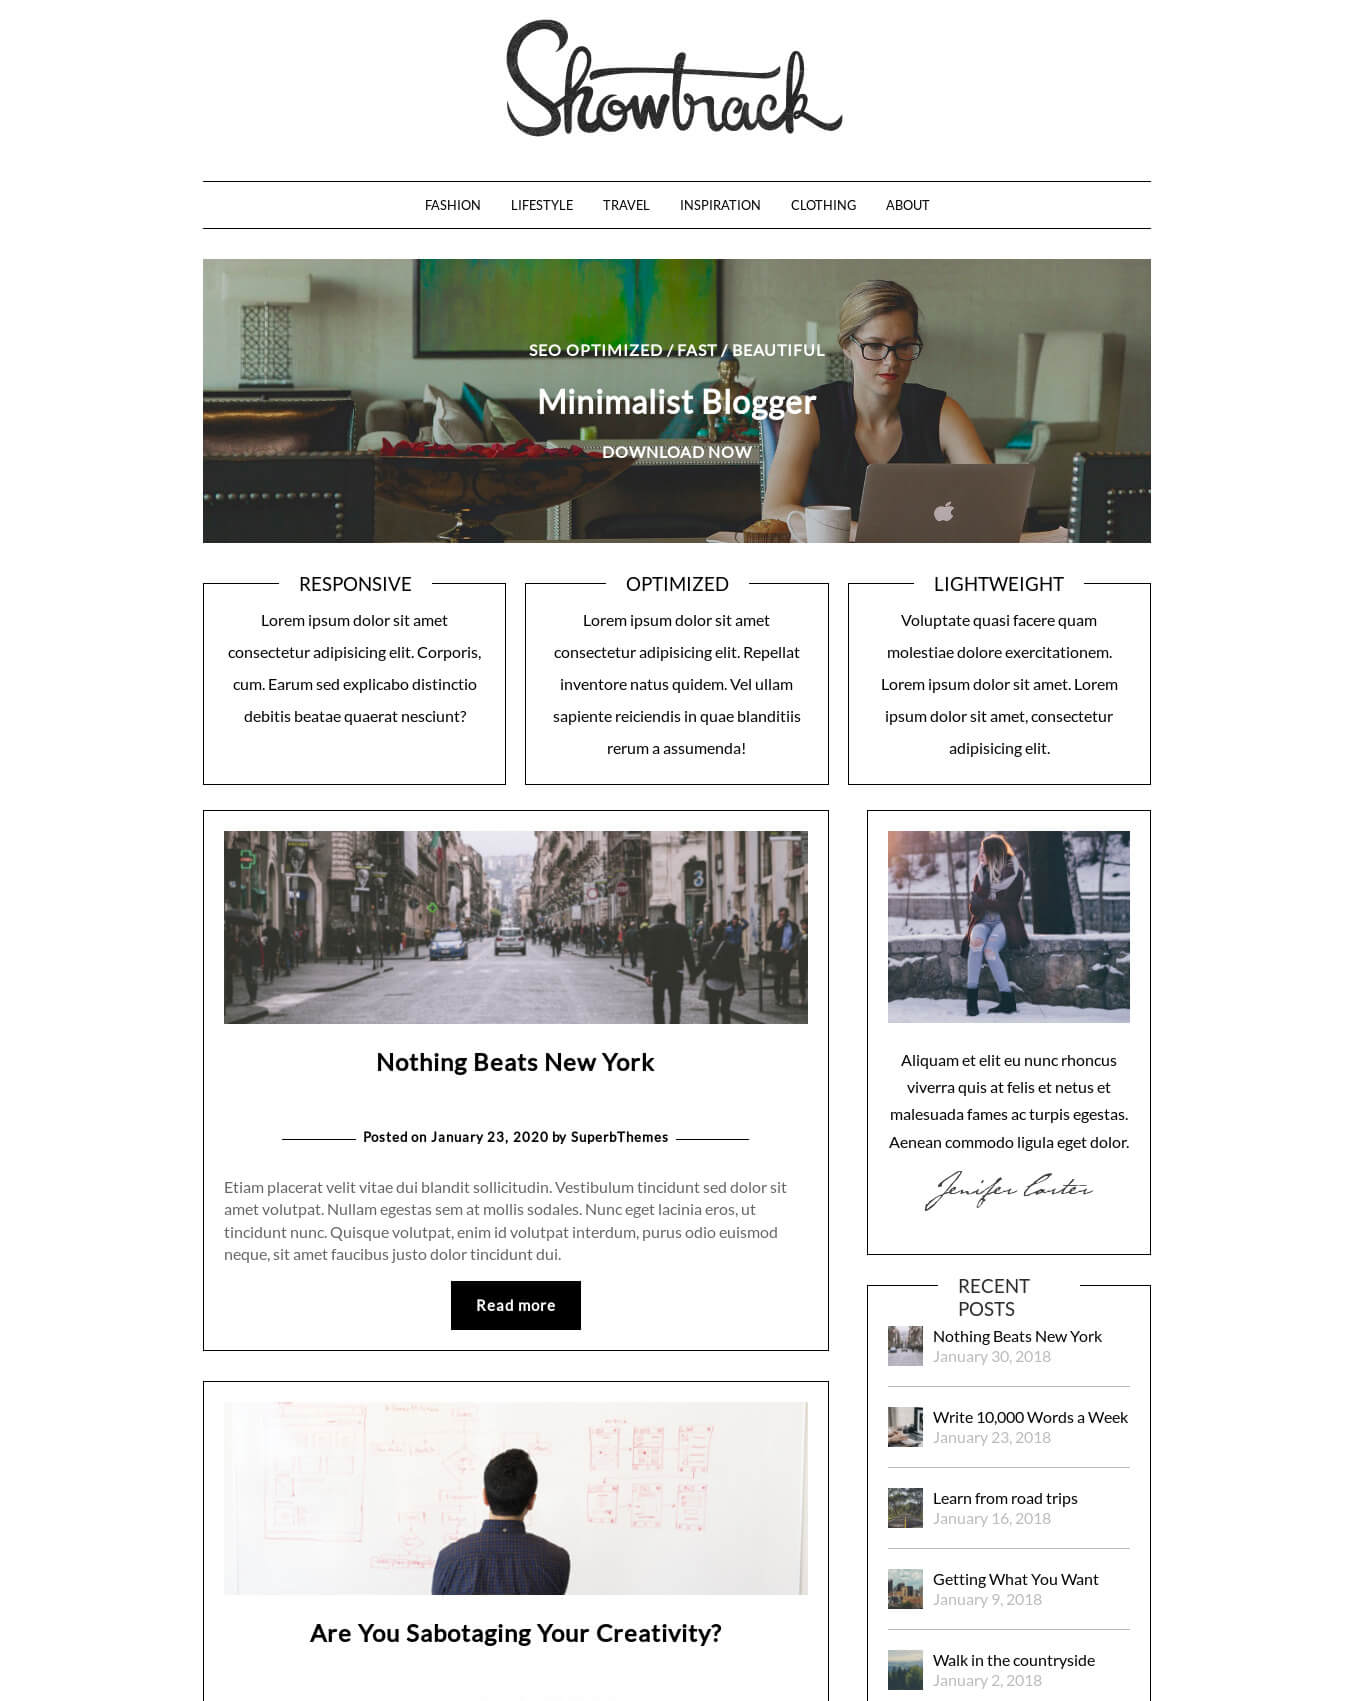 Showtrack
FASHION LIFESTYLE TRAVEL INSPIRATION CLOTHING ABOUT
SEO OPTIMIZED / FAST / BEAUTIFUL
Minimalist Blogger
DOWNLOAD NOW
RESPONSIVE
Lorem ipsum dolor sit amet
consectetur adipisicing elit. Corporis,
cum. Earum sed explicabo distinctio
debitis beatae quaerat nesciunt?
OPTIMIZED
Lorem ipsum dolor sit amet
consectetur adipisicing elit. Repellat
inventore natus quidem. Vel ullam
sapiente reiciendis in quae blanditiis
rerum a assumenda!
LIGHTWEIGHT
Voluptate quasi facere quam
molestiae dolore exercitationem.
Lorem ipsum dolor sit amet. Lorem
ipsum dolor sit amet, consectetur
adipisicing elit.
Nothing Beats New York
Posted on January 23, 2020 by SuperbThemes
Etiam placerat velit vitae dui blandit sollicitudin. Vestibulum tincidunt sed dolor sit
amet volutpat. Nullam egestas sem at mollis sodales. Nunc eget lacinia eros, ut
tincidunt nunc. Quisque volutpat, enim id volutpat interdum, purus odio euismod
neque, sit amet faucibus justo dolor tincidunt dui.
Read more
Are You Sabotaging Your Creativity?
Aliquam et elit eu nunc rhoncus
viverra quis at felis et netus et
malesuada fames ac turpis egestas.
Aenean commodo ligula eget dolor.
Jenifer Carter
RECENT
POSTS
Nothing Beats New York
January 30, 2018
Write 10,000 Words a Week
January 23, 2018
Learn from road trips
January 16, 2018
Getting What You Want
January 9, 2018
Walk in the countryside
January 2, 2018